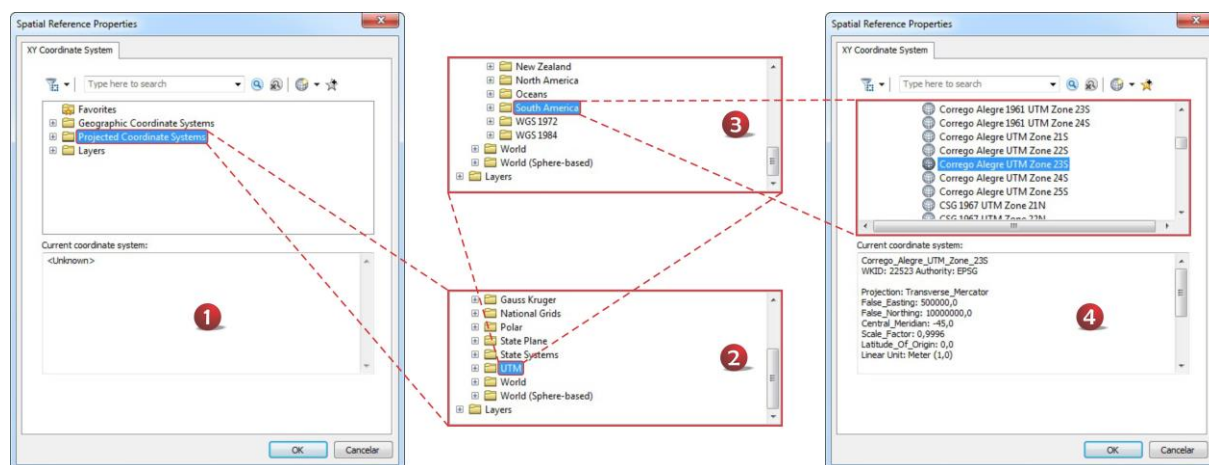 Spatial Reference Properties
XY Coordinate System
Type here to search
Favorites
Geographic Coordinate Systems
Projected Coordinate Systems
Layers
Current coordinate system:
<Unknown>
1
OK
Cancelar
New Zealand
North America
Oceans
South America
WGS 1972
WGS 1984
World
World (Sphere-based)
Layers
3
Gauss Kruger
National Grids
Polar
State Plane
State Systems
UTM
World
World (Sphere-based)
Layers
2
Spatial Reference Properties
XY Coordinate System
Type here to search
Corrego Alegre 1961 UTM Zone 23S
Corrego Alegre 1961 UTM Zone 24S
Corrego Alegre UTM Zone 21S
Corrego Alegre UTM Zone 22S
Corrego Alegre UTM Zone 23S
Corrego Alegre UTM Zone 24S
Corrego Alegre UTM Zone 25S
CSG 1967 UTM Zone 21N
CSG 1967 UTM Zone 22N
Current coordinate system:
Corrego_Alegre_UTM_Zone_23S
WKID: 22523 Authority: EPSG
Projection: Transverse_Mercator
False_Easting: 500000,0
False_Northing: 10000000,0
Central_Meridian: -45,0
Scale_Factor: 0,9996
Latitude_Of_Origin: 0,0
Linear Unit: Meter (1,0)
4
OK
Cancelar